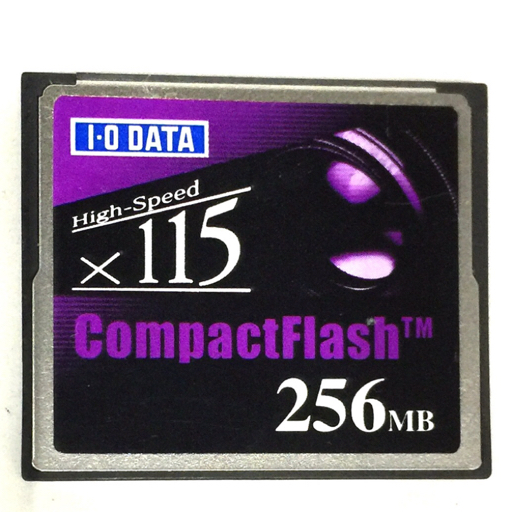 I-O DATA
High-Speed
×115
CompactFlash™
256MB